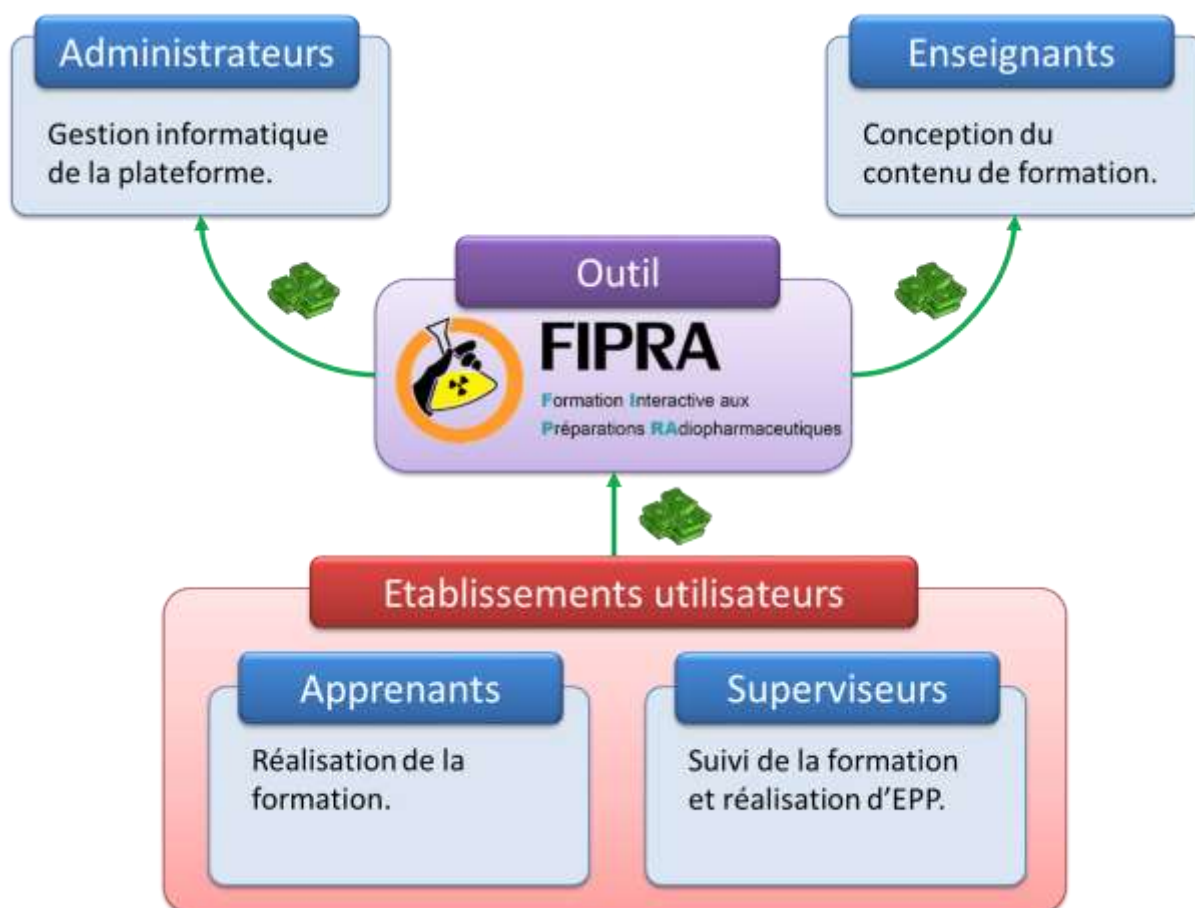 Administrateurs
Gestion informatique
de la plateforme.
Enseignants
Conception du
contenu de formation.
Outil
FIPRA
Formation Interactive aux
Préparations RAdiopharmaceutiques
Etablissements utilisateurs
Apprenants
Réalisation de la
formation.
Superviseurs
Suivi de la formation
et réalisation d’EPP.